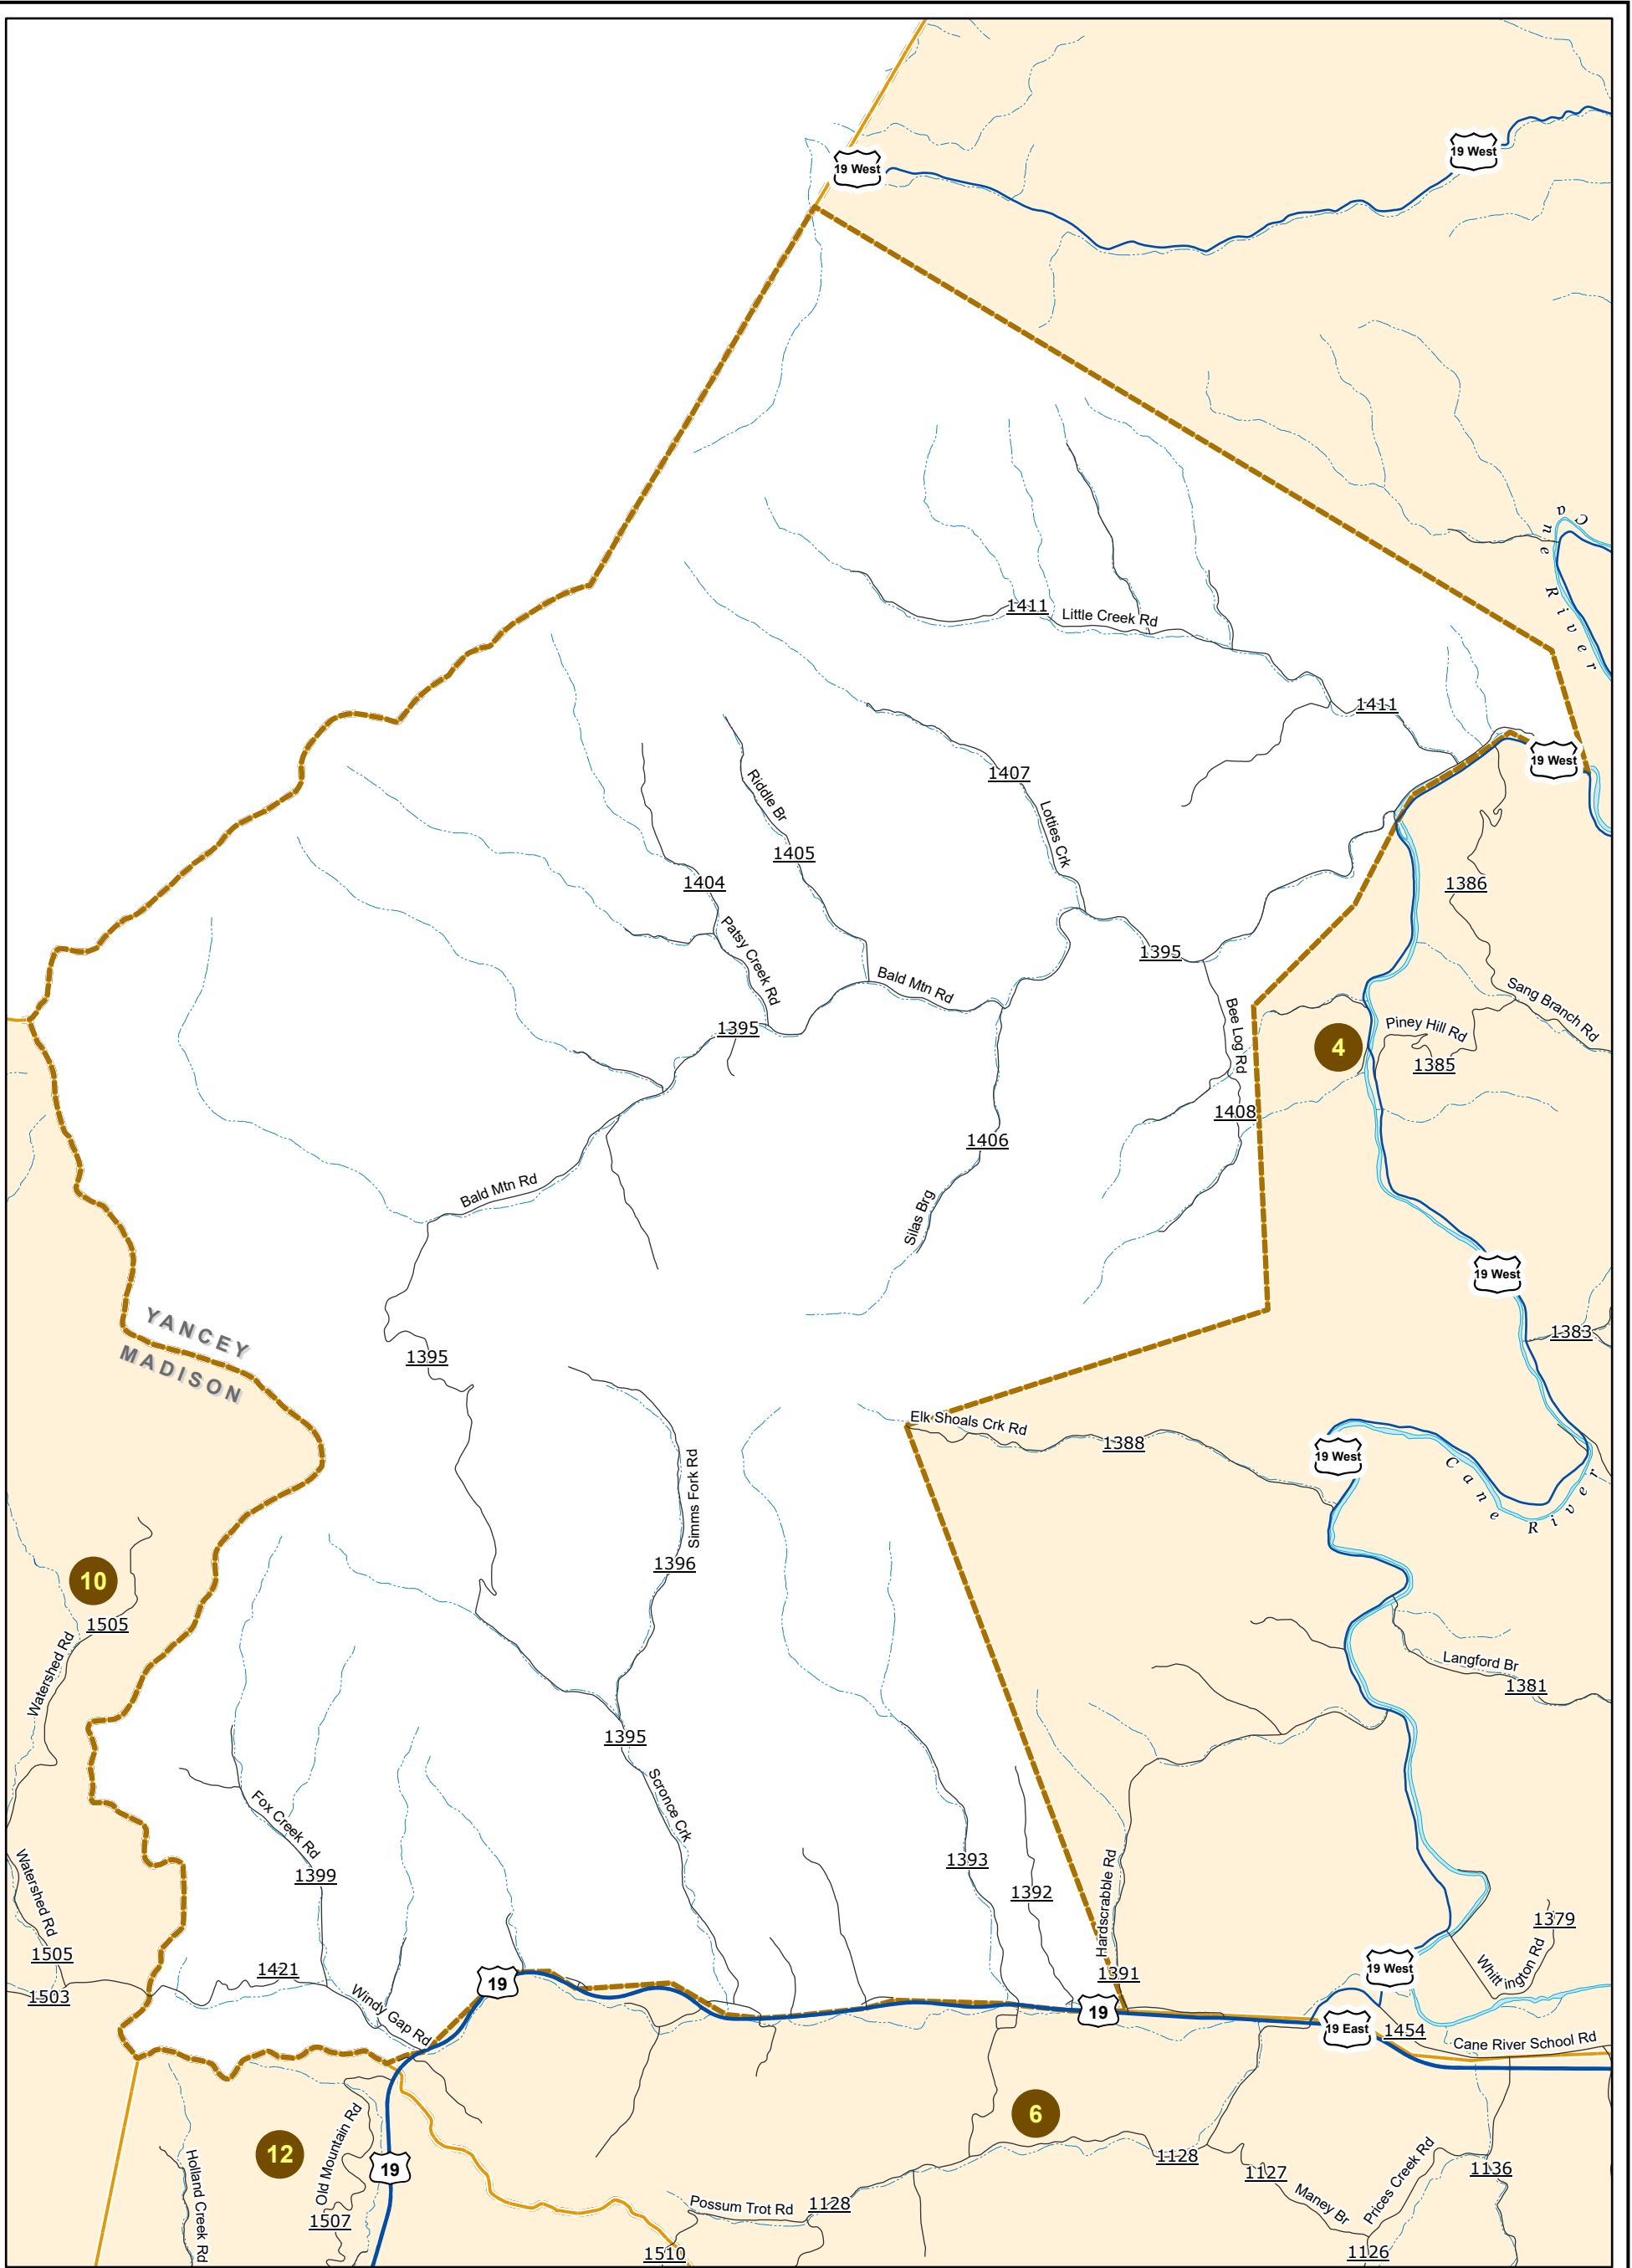 19 West
19 West
Cane River
1411
Little Creek Rd
1411
19 West
1407
Lotties Crk
Riddle Br
1405
1404
1386
Patsy Creek Rd
1395
Bald Mtn Rd
Sang Branch Rd
Bee Log Rd
Piney Hill Rd
1395
4
1385
1408
1406
Bald Mtn Rd
Silas Brg
19 West
YANCEY
MADISON
1383
1395
Elk Shoals Crk Rd
1388
19 West
Cane River
Simms Fork Rd
1396
10
1505
Watershed Rd
Langford Br
1381
1395
Scronce Crk
Fox Creek Rd
1399
1393
1392
Hardscrabble Rd
Watershed Rd
1379
Whittington Rd
1505
1421
1391
19 West
1503
19
Windy Gap Rd
19
19 East
1454
Cane River School Rd
6
12
Old Mountain Rd
19
Holland Creek Rd
1128
1127
1136
Prices Creek Rd
Maney Br
Possum Trot Rd
1128
1507
1510
1126